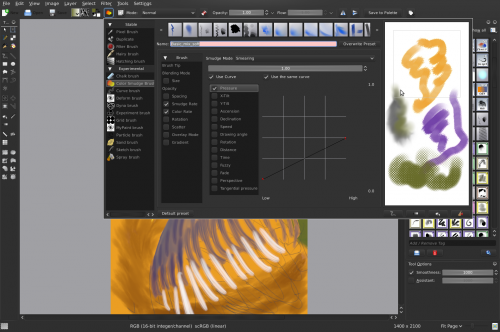 File Edit View Image Layer Select Filter Tools Settings
Mode: Normal
Opacity: 1.00
Save to Palette
Stable
Pixel Brush
Duplicate
Hairy brush
Hatching brush
Experimental
Chalk brush
Color Smudge Brush
Curve brush
Deform brush
Dyna brush
Experiment brush
Grid brush
MyPaint brush
Particle brush
Sand brush
Sketch brush
Spray brush
Name:
Overwrite Preset
Brush
Brush Tip
Blending Mode
Size
Opacity
Spacing
Smudge Rate
Color Rate
Rotation
Scatter
Overlay Mode
Gradient
Smudge Mode: Smearing
1.00
Use Curve
Use the same curve
Pressure
X-Tilt
Y-Tilt
Ascension
Declination
Speed
Drawing angle
Rotation
Distance
Time
Fuzzy
Fade
Perspective
Tangential pressure
1.0
0.0
Low
High
Default preset
Add / Remove Tag
Tool Options
Smoothness:
Assistant:
RGB (16-bit integer/channel) scRGB (linear)
1400 x 2100
Fit Page